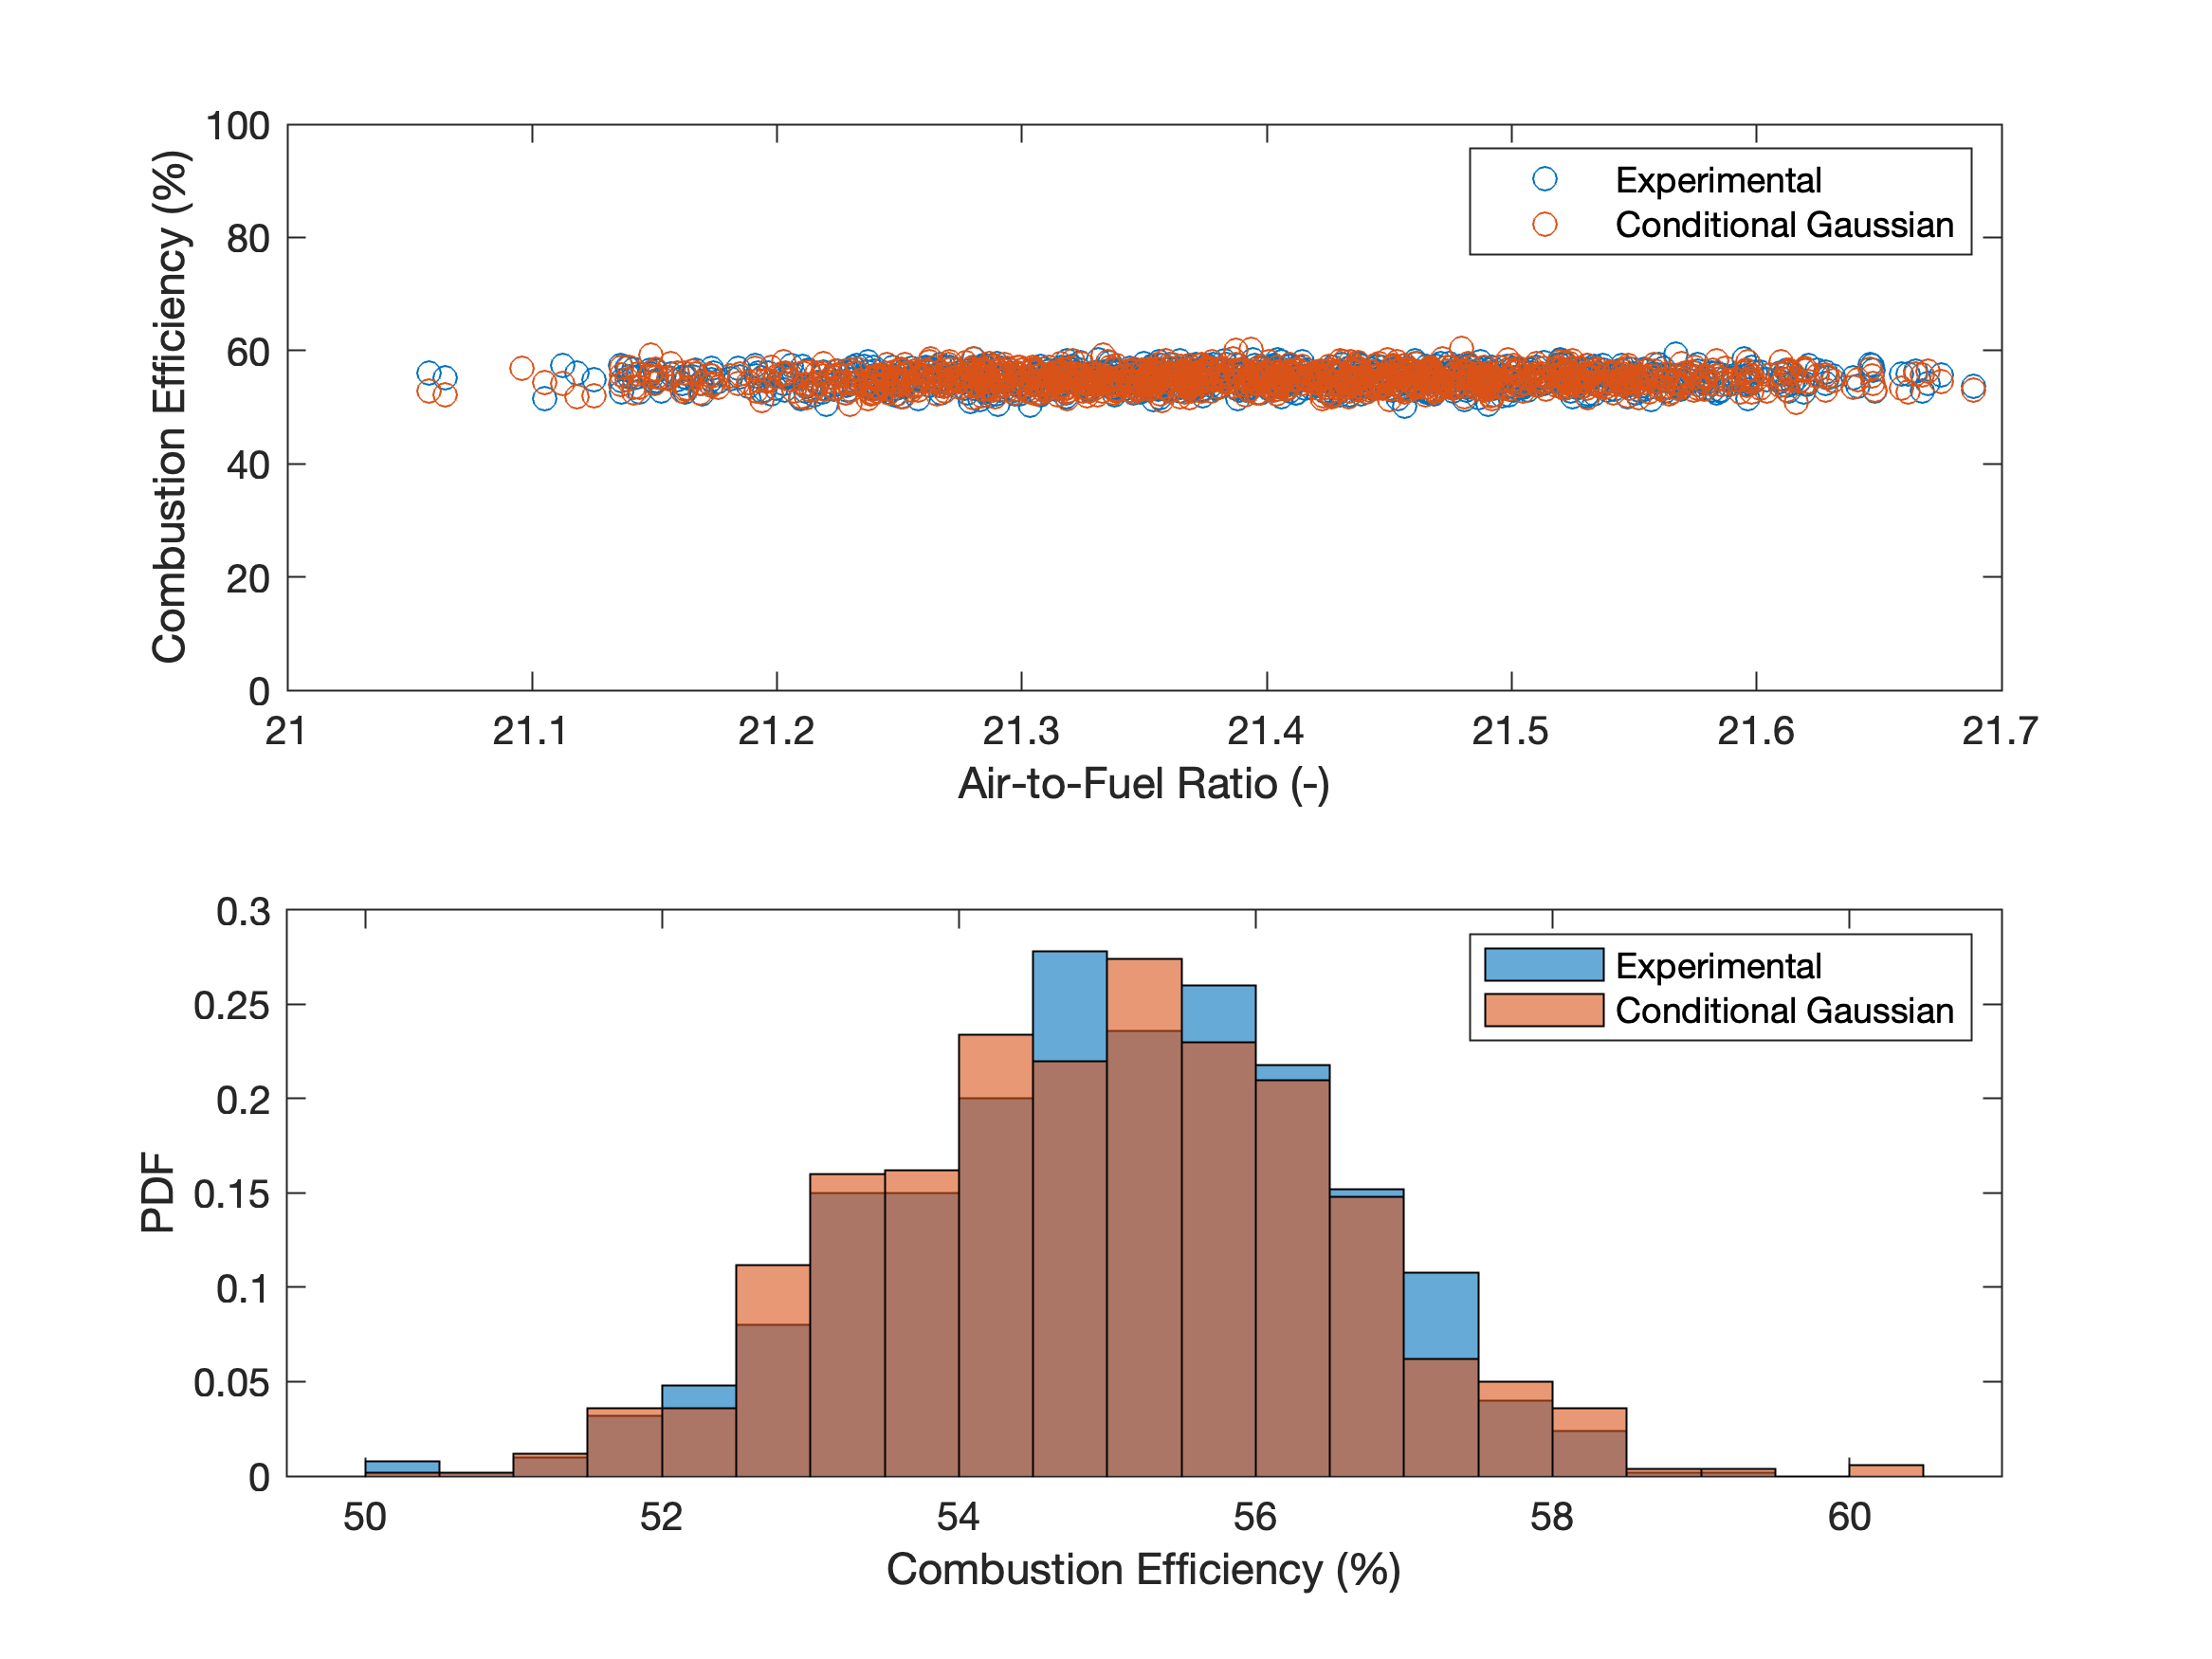 Combustion Efficiency (%)
100
80
60
40
20
0
Experimental
Conditional Gaussian
21 21.1 21.2 21.3 21.4 21.5 21.6 21.7
Air-to-Fuel Ratio (-)
PDF
0.3
0.25
0.2
0.15
0.1
0.05
0
Experimental
Conditional Gaussian
50 52 54 56 58 60
Combustion Efficiency (%)